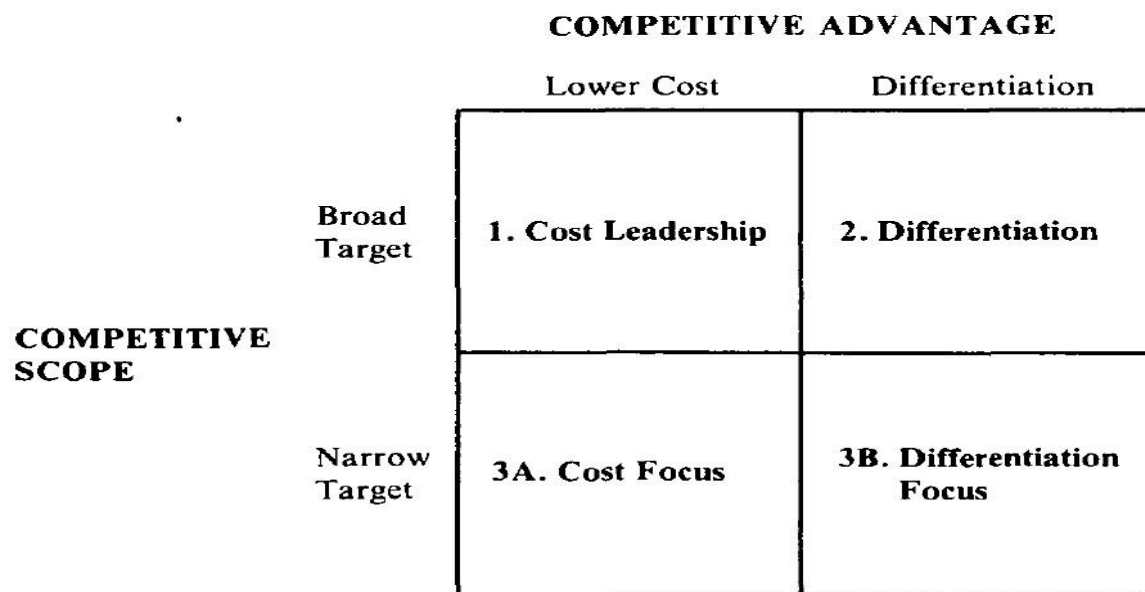 COMPETITIVE ADVANTAGE
Lower Cost
Differentiation
Broad
Target
1. Cost Leadership
2. Differentiation
COMPETITIVE
SCOPE
Narrow
Target
3A. Cost Focus
3B. Differentiation
Focus